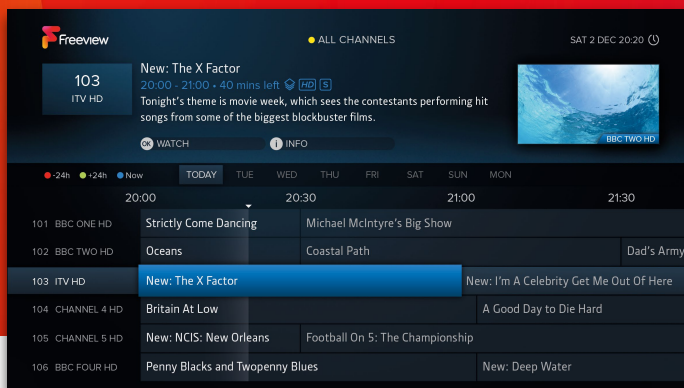 Freeview
ALL CHANNELS
SAT 2 DEC 20:20
103
ITV HD
New: The X Factor
20:00 - 21:00 • 40 mins left HD S
Tonight's theme is movie week, which sees the contestants performing hit
songs from some of the biggest blockbuster films.
OK WATCH
i INFO
BBC TWO HD
-24h +24h Now
TODAY TUE WED THU FRI SAT SUN MON
20:00 20:30 21:00 21:30
101 BBC ONE HD Strictly Come Dancing Michael McIntyre's Big Show
102 BBC TWO HD Oceans Coastal Path Dad's Army
103 ITV HD New: The X Factor New: I'm A Celebrity Get Me Out Of Here
104 CHANNEL 4 HD Britain At Low A Good Day to Die Hard
105 CHANNEL 5 HD New: NCIS: New Orleans Football On 5: The Championship
106 BBC FOUR HD Penny Blacks and Twopenny Blues New: Deep Water